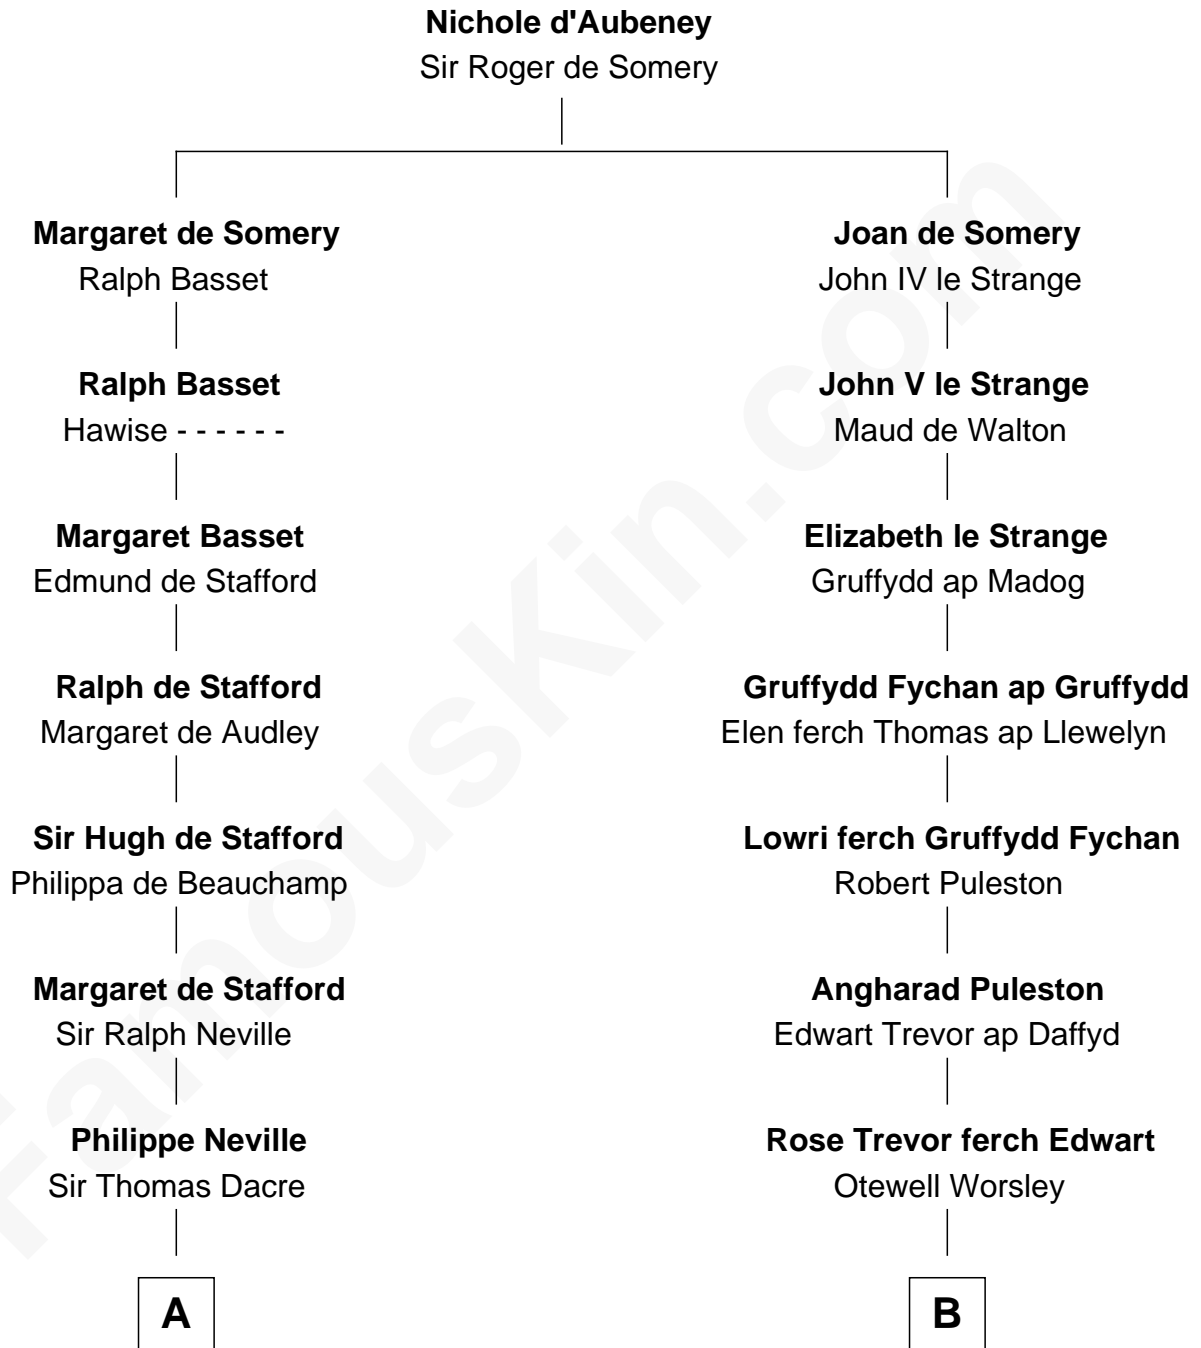 Nichole d'Aubeney
Sir Roger de Somery
Margaret de Somery
Ralph Basset
Joan de Somery
John IV le Strange
Ralph Basset
Hawise - - - - - -
John V le Strange
Maud de Walton
Margaret Basset
Edmund de Stafford
Elizabeth le Strange
Gruffydd ap Madog
Ralph de Stafford
Margaret de Audley
Gruffydd Fychan ap Gruffydd
Elen ferch Thomas ap Llewelyn
Sir Hugh de Stafford
Philippa de Beauchamp
Lowri ferch Gruffydd Fychan
Robert Puleston
Margaret de Stafford
Sir Ralph Neville
Angharad Puleston
Edwart Trevor ap Daffyd
Philippe Neville
Sir Thomas Dacre
Rose Trevor ferch Edwart
Otewell Worsley
A
B
FamousKin.com